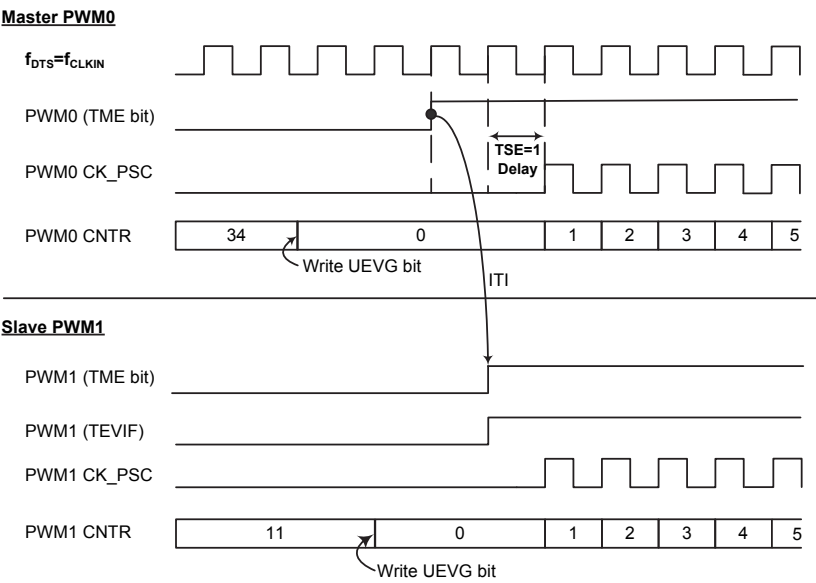 Master PWM0
fDTS=fCLKIN
PWM0 (TME bit)
TSE=1
Delay
PWM0 CK_PSC
PWM0 CNTR 34 0 1 2 3 4 5
Write UEVG bit
ITI
Slave PWM1
PWM1 (TME bit)
PWM1 (TEVIF)
PWM1 CK_PSC
PWM1 CNTR 11 0 1 2 3 4 5
Write UEVG bit